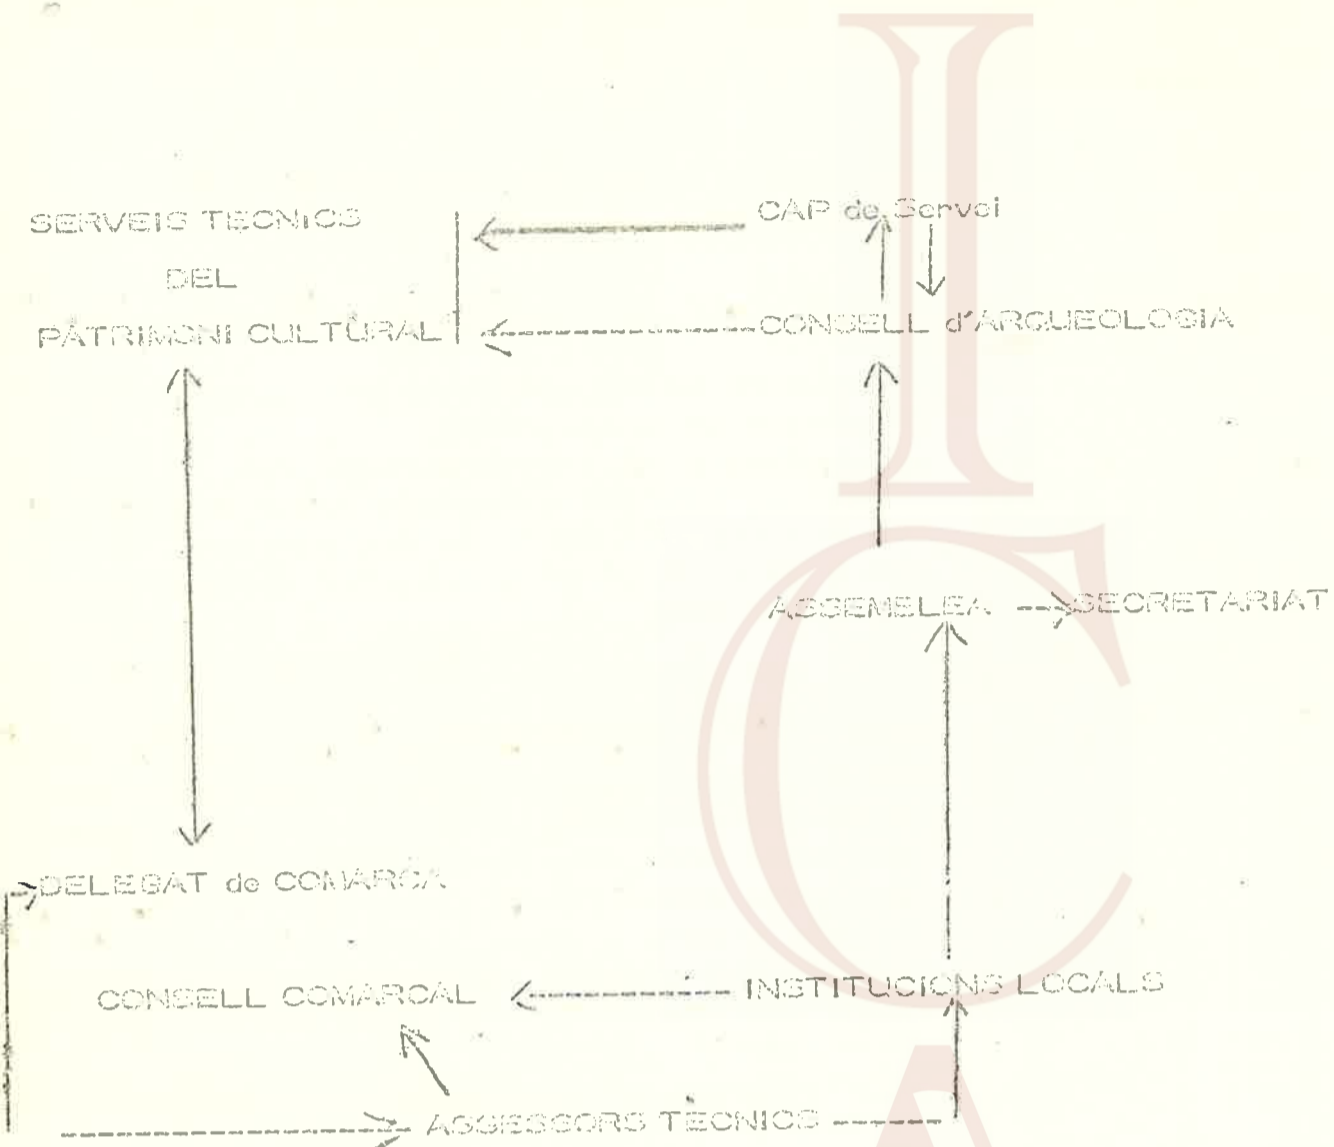 SERVEIS TECNICS
DEL
PATRIMONI CULTURAL
CAP de Servei
CONSELL d'ARQUEOLOGIA
ASSEMBLEA
SECRETARIAT
DELEGAT de COMARCA
CONSELL COMARCAL
INSTITUCIONS LOCALS
ASSESSORS TECNICS
I
C
A